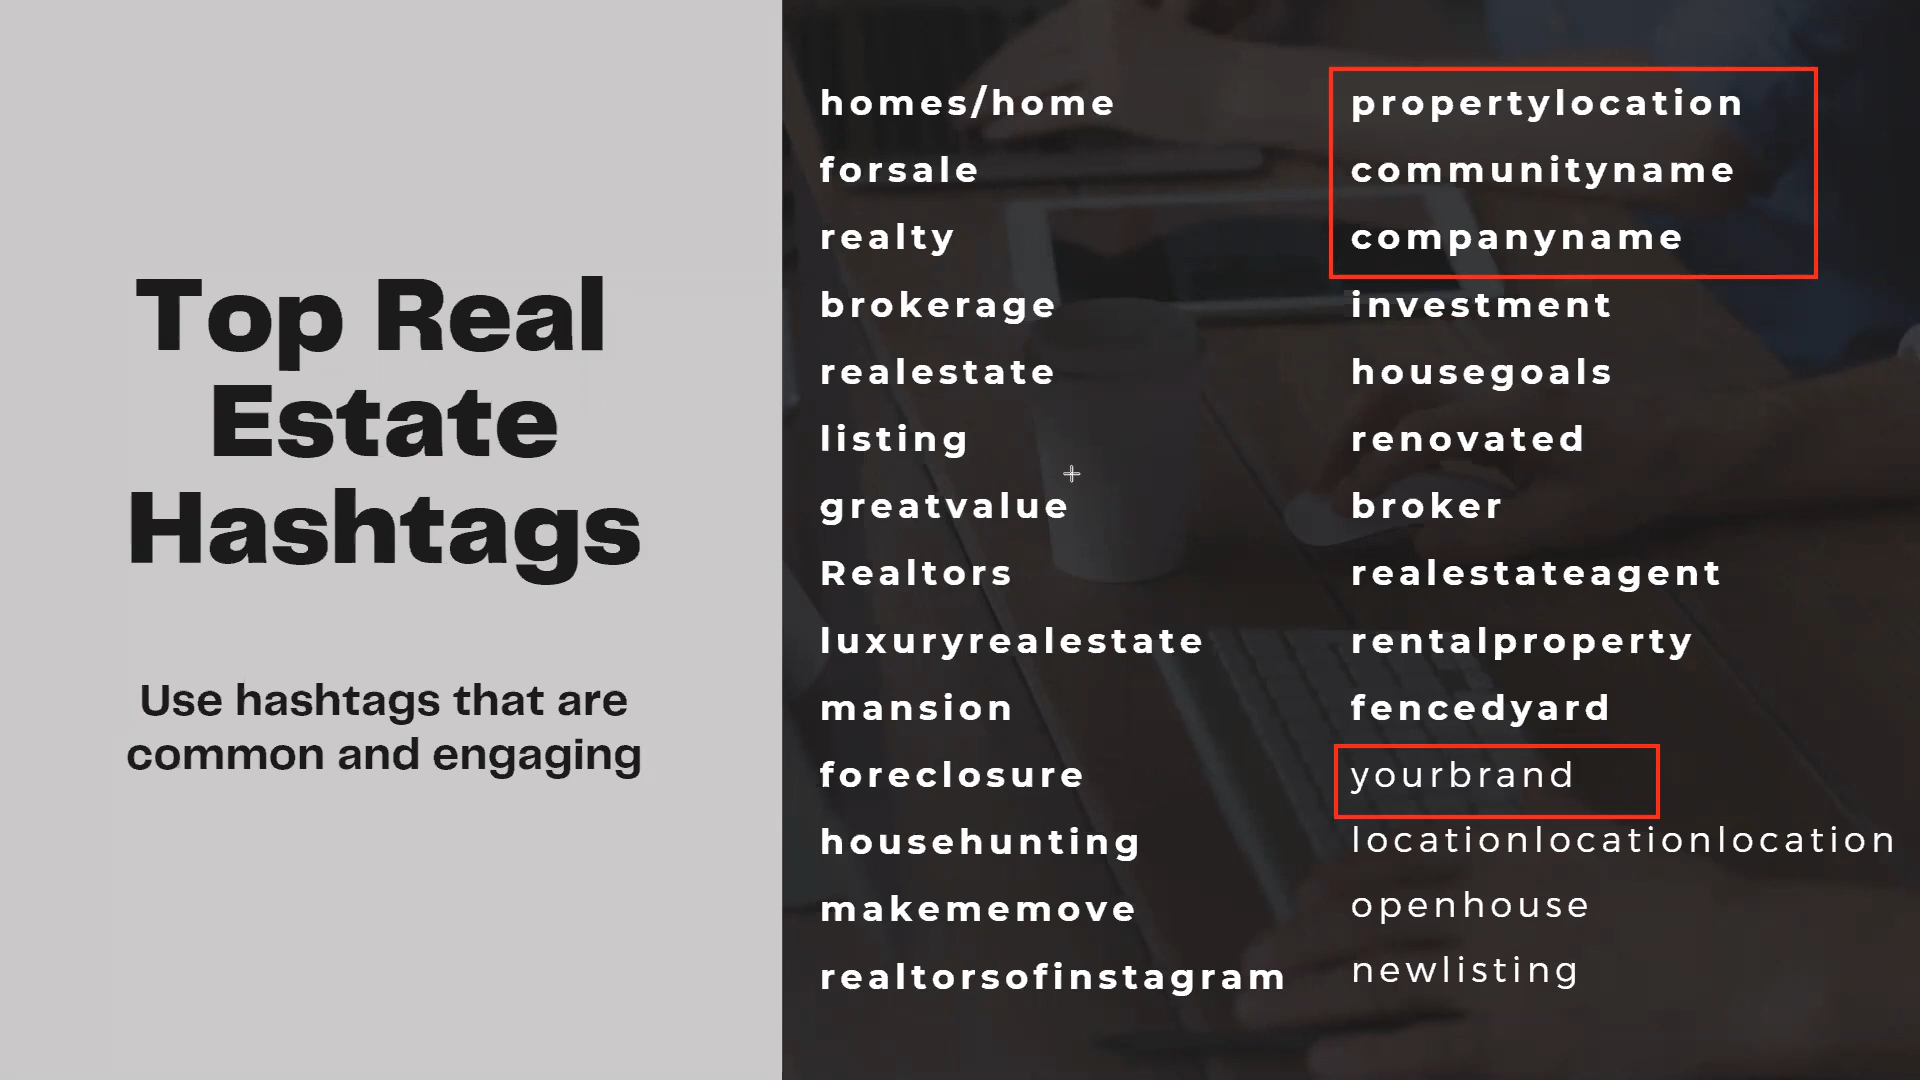 Top Real
Estate
Hashtags
Use hashtags that are
common and engaging
homes/home
forsale
realty
brokerage
realestate
listing
greatvalue
Realtors
luxuryrealestate
mansion
foreclosure
househunting
makememove
realtorsofinstagram
propertylocation
communityname
companyname
investment
housegoals
renovated
broker
realestateagent
rentalproperty
fencedyard
yourbrand
locationlocationlocation
openhouse
newlisting